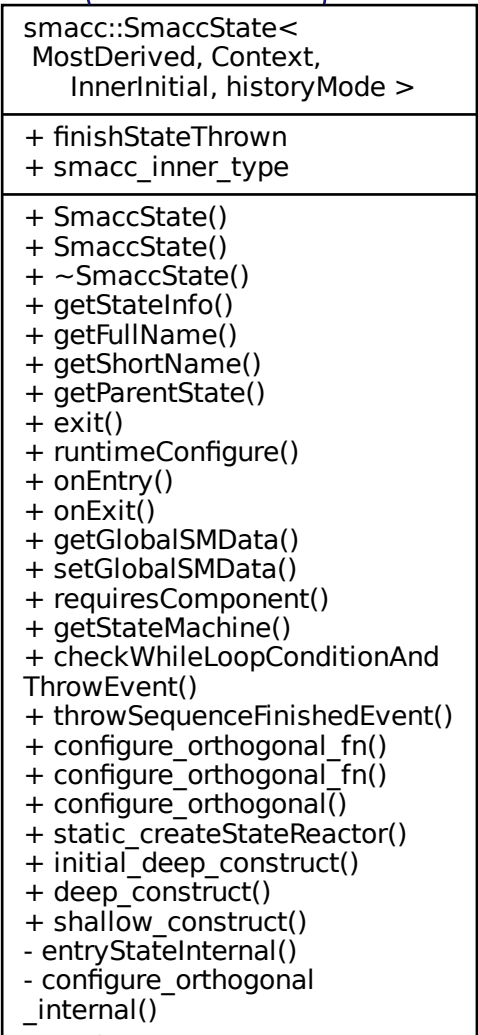 smacc::SmaccState<
MostDerived, Context,
InnerInitial, historyMode >
+ finishStateThrown
+ smacc_inner_type
+ SmaccState()
+ SmaccState()
+ ~SmaccState()
+ getStateInfo()
+ getFullName()
+ getShortName()
+ getParentState()
+ exit()
+ runtimeConfigure()
+ onEntry()
+ onExit()
+ getGlobalSMData()
+ setGlobalSMData()
+ requiresComponent()
+ getStateMachine()
+ checkWhileLoopConditionAnd
ThrowEvent()
+ throwSequenceFinishedEvent()
+ configure_orthogonal_fn()
+ configure_orthogonal_fn()
+ configure_orthogonal()
+ static_createStateReactor()
+ initial_deep_construct()
+ deep_construct()
+ shallow_construct()
- entryStateInternal()
- configure_orthogonal
_internal()